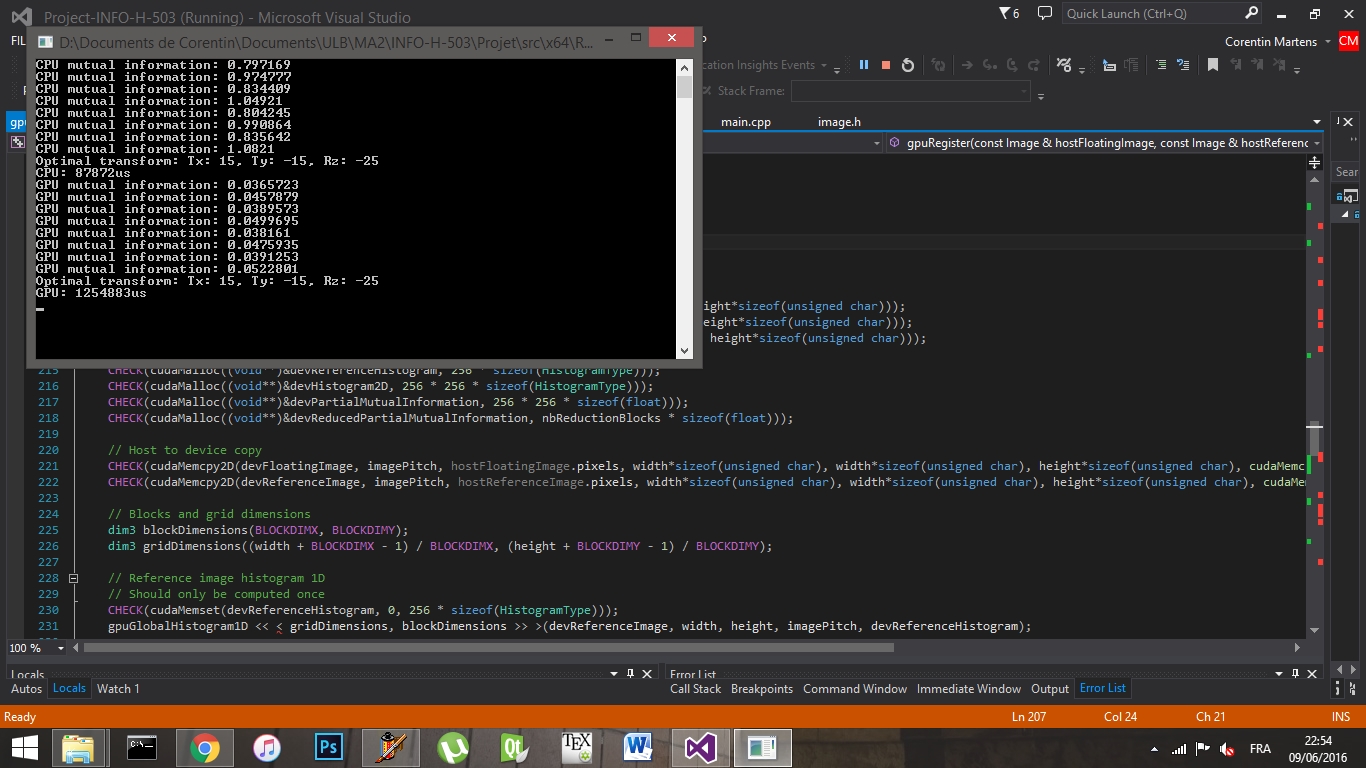 Project-INFO-H-503 (Running) - Microsoft Visual Studio
6
Quick Launch (Ctrl+Q)
D:\Documents de Corentin\Documents\ULB\MA2\INFO-H-503\Projet\src\x64\R...
Corentin Martens
CM
Insights Events
Stack Frame:
main.cpp
image.h
gpuRegister(const Image & hostFloatingImage, const Image & hostReferenc
Sear
CPU mutual information: 0.797169
CPU mutual information: 0.974777
CPU mutual information: 0.834409
CPU mutual information: 1.04921
CPU mutual information: 0.804245
CPU mutual information: 0.990864
CPU mutual information: 0.835642
CPU mutual information: 1.0821
Optimal transform: Tx: 15, Ty: -15, Rz: -25
CPU: 87872us
GPU mutual information: 0.0365723
GPU mutual information: 0.0457879
GPU mutual information: 0.0389573
GPU mutual information: 0.0499695
GPU mutual information: 0.038161
GPU mutual information: 0.0475935
GPU mutual information: 0.0391253
GPU mutual information: 0.0522801
Optimal transform: Tx: 15, Ty: -15, Rz: -25
GPU: 1254883us
ight*sizeof(unsigned char)));
eight*sizeof(unsigned char)));
height*sizeof(unsigned char)));
215 CHECK(cudaMalloc((void**)&devReferenceHistogram, 256 * sizeof(HistogramType)));
216 CHECK(cudaMalloc((void**)&devHistogram2D, 256 * 256 * sizeof(HistogramType)));
217 CHECK(cudaMalloc((void**)&devPartialMutualInformation, 256 * 256 * sizeof(float)));
218 CHECK(cudaMalloc((void**)&devReducedPartialMutualInformation, nbReductionBlocks * sizeof(float)));
219
220 // Host to device copy
221 CHECK(cudaMemcpy2D(devFloatingImage, imagePitch, hostFloatingImage.pixels, width*sizeof(unsigned char), width*sizeof(unsigned char), height*sizeof(unsigned char), cudaMemc
222 CHECK(cudaMemcpy2D(devReferenceImage, imagePitch, hostReferenceImage.pixels, width*sizeof(unsigned char), width*sizeof(unsigned char), height*sizeof(unsigned char), cudaMe
223
224 // Blocks and grid dimensions
225 dim3 blockDimensions(BLOCKDIMX, BLOCKDIMY);
226 dim3 gridDimensions((width + BLOCKDIMX - 1) / BLOCKDIMX, (height + BLOCKDIMY - 1) / BLOCKDIMY);
227
228 // Reference image histogram 1D
229 // Should only be computed once
230 CHECK(cudaMemset(devReferenceHistogram, 0, 256 * sizeof(HistogramType)));
231 gpuGlobalHistogram1D << < gridDimensions, blockDimensions >> >(devReferenceImage, width, height, imagePitch, devReferenceHistogram);
100 %
Locals
Error List
Autos Locals Watch 1
Call Stack Breakpoints Command Window Immediate Window Output Error List
Ready
Ln 207
Col 24
Ch 21
INS
C:\_
Ps
Qt
TEX
W
FRA
22:54
09/06/2016